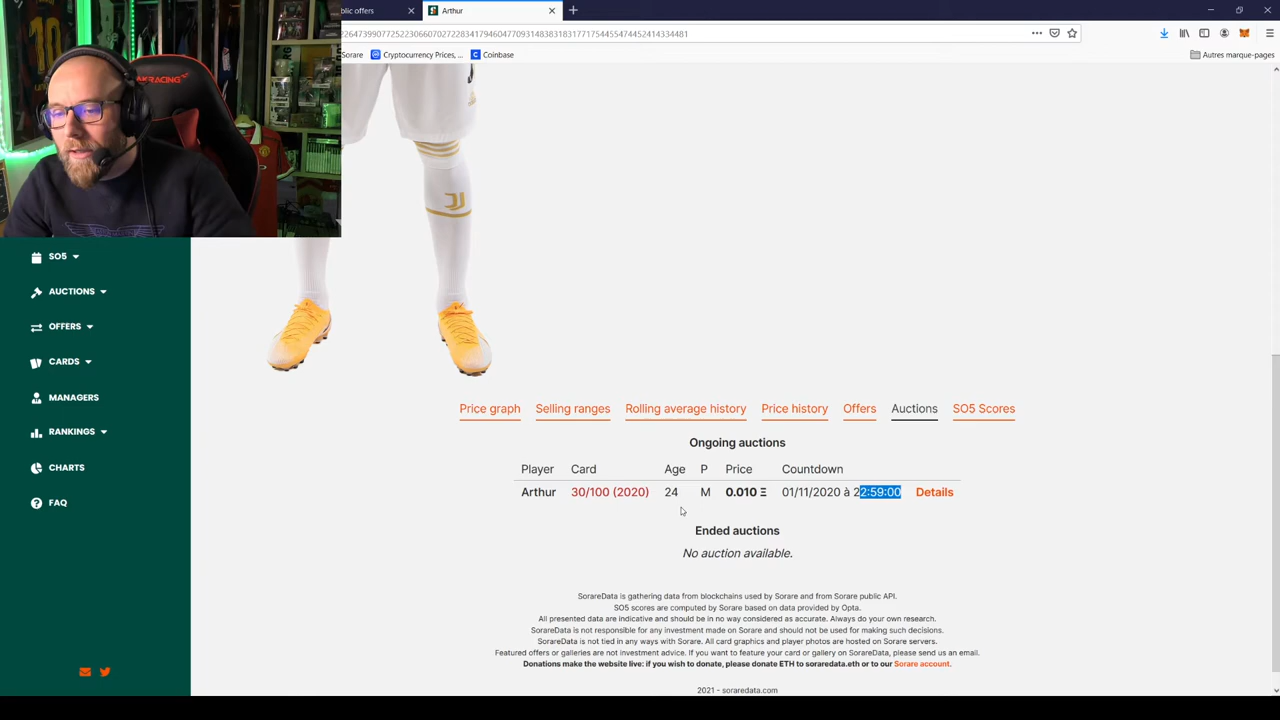 blic offers
Arthur
2264739907725223066070272283417946047709314838318317717545547445241433 4481
Sorare
Cryptocurrency Prices, ...
Coinbase
Autres marque-pages
AKRACING
SO5
AUCTIONS
OFFERS
CARDS
MANAGERS
RANKINGS
CHARTS
FAQ
Price graph Selling ranges Rolling average history Price history Offers Auctions SO5 Scores
Ongoing auctions
Player Card Age P Price Countdown
Arthur 30/100 (2020) 24 M 0.010 Ξ 01/11/2020 à 22:59:00 Details
Ended auctions
No auction available.
SorareData is gathering data from blockchains used by Sorare and from Sorare public API.
SO5 scores are computed by Sorare based on data provided by Opta.
All presented data are indicative and should be in no way considered as accurate. Always do your own research.
SorareData is not responsible for any investment made on Sorare and should not be used for making such decisions.
SorareData is not tied in any ways with Sorare. All card graphics and player photos are hosted on Sorare servers.
Featured offers or galleries are not investment advice. If you want to feature your card or gallery on SorareData, please send us an email.
Donations make the website live: if you wish to donate, please donate ETH to soraredata.eth or to our Sorare account.
2021 - soraredata.com